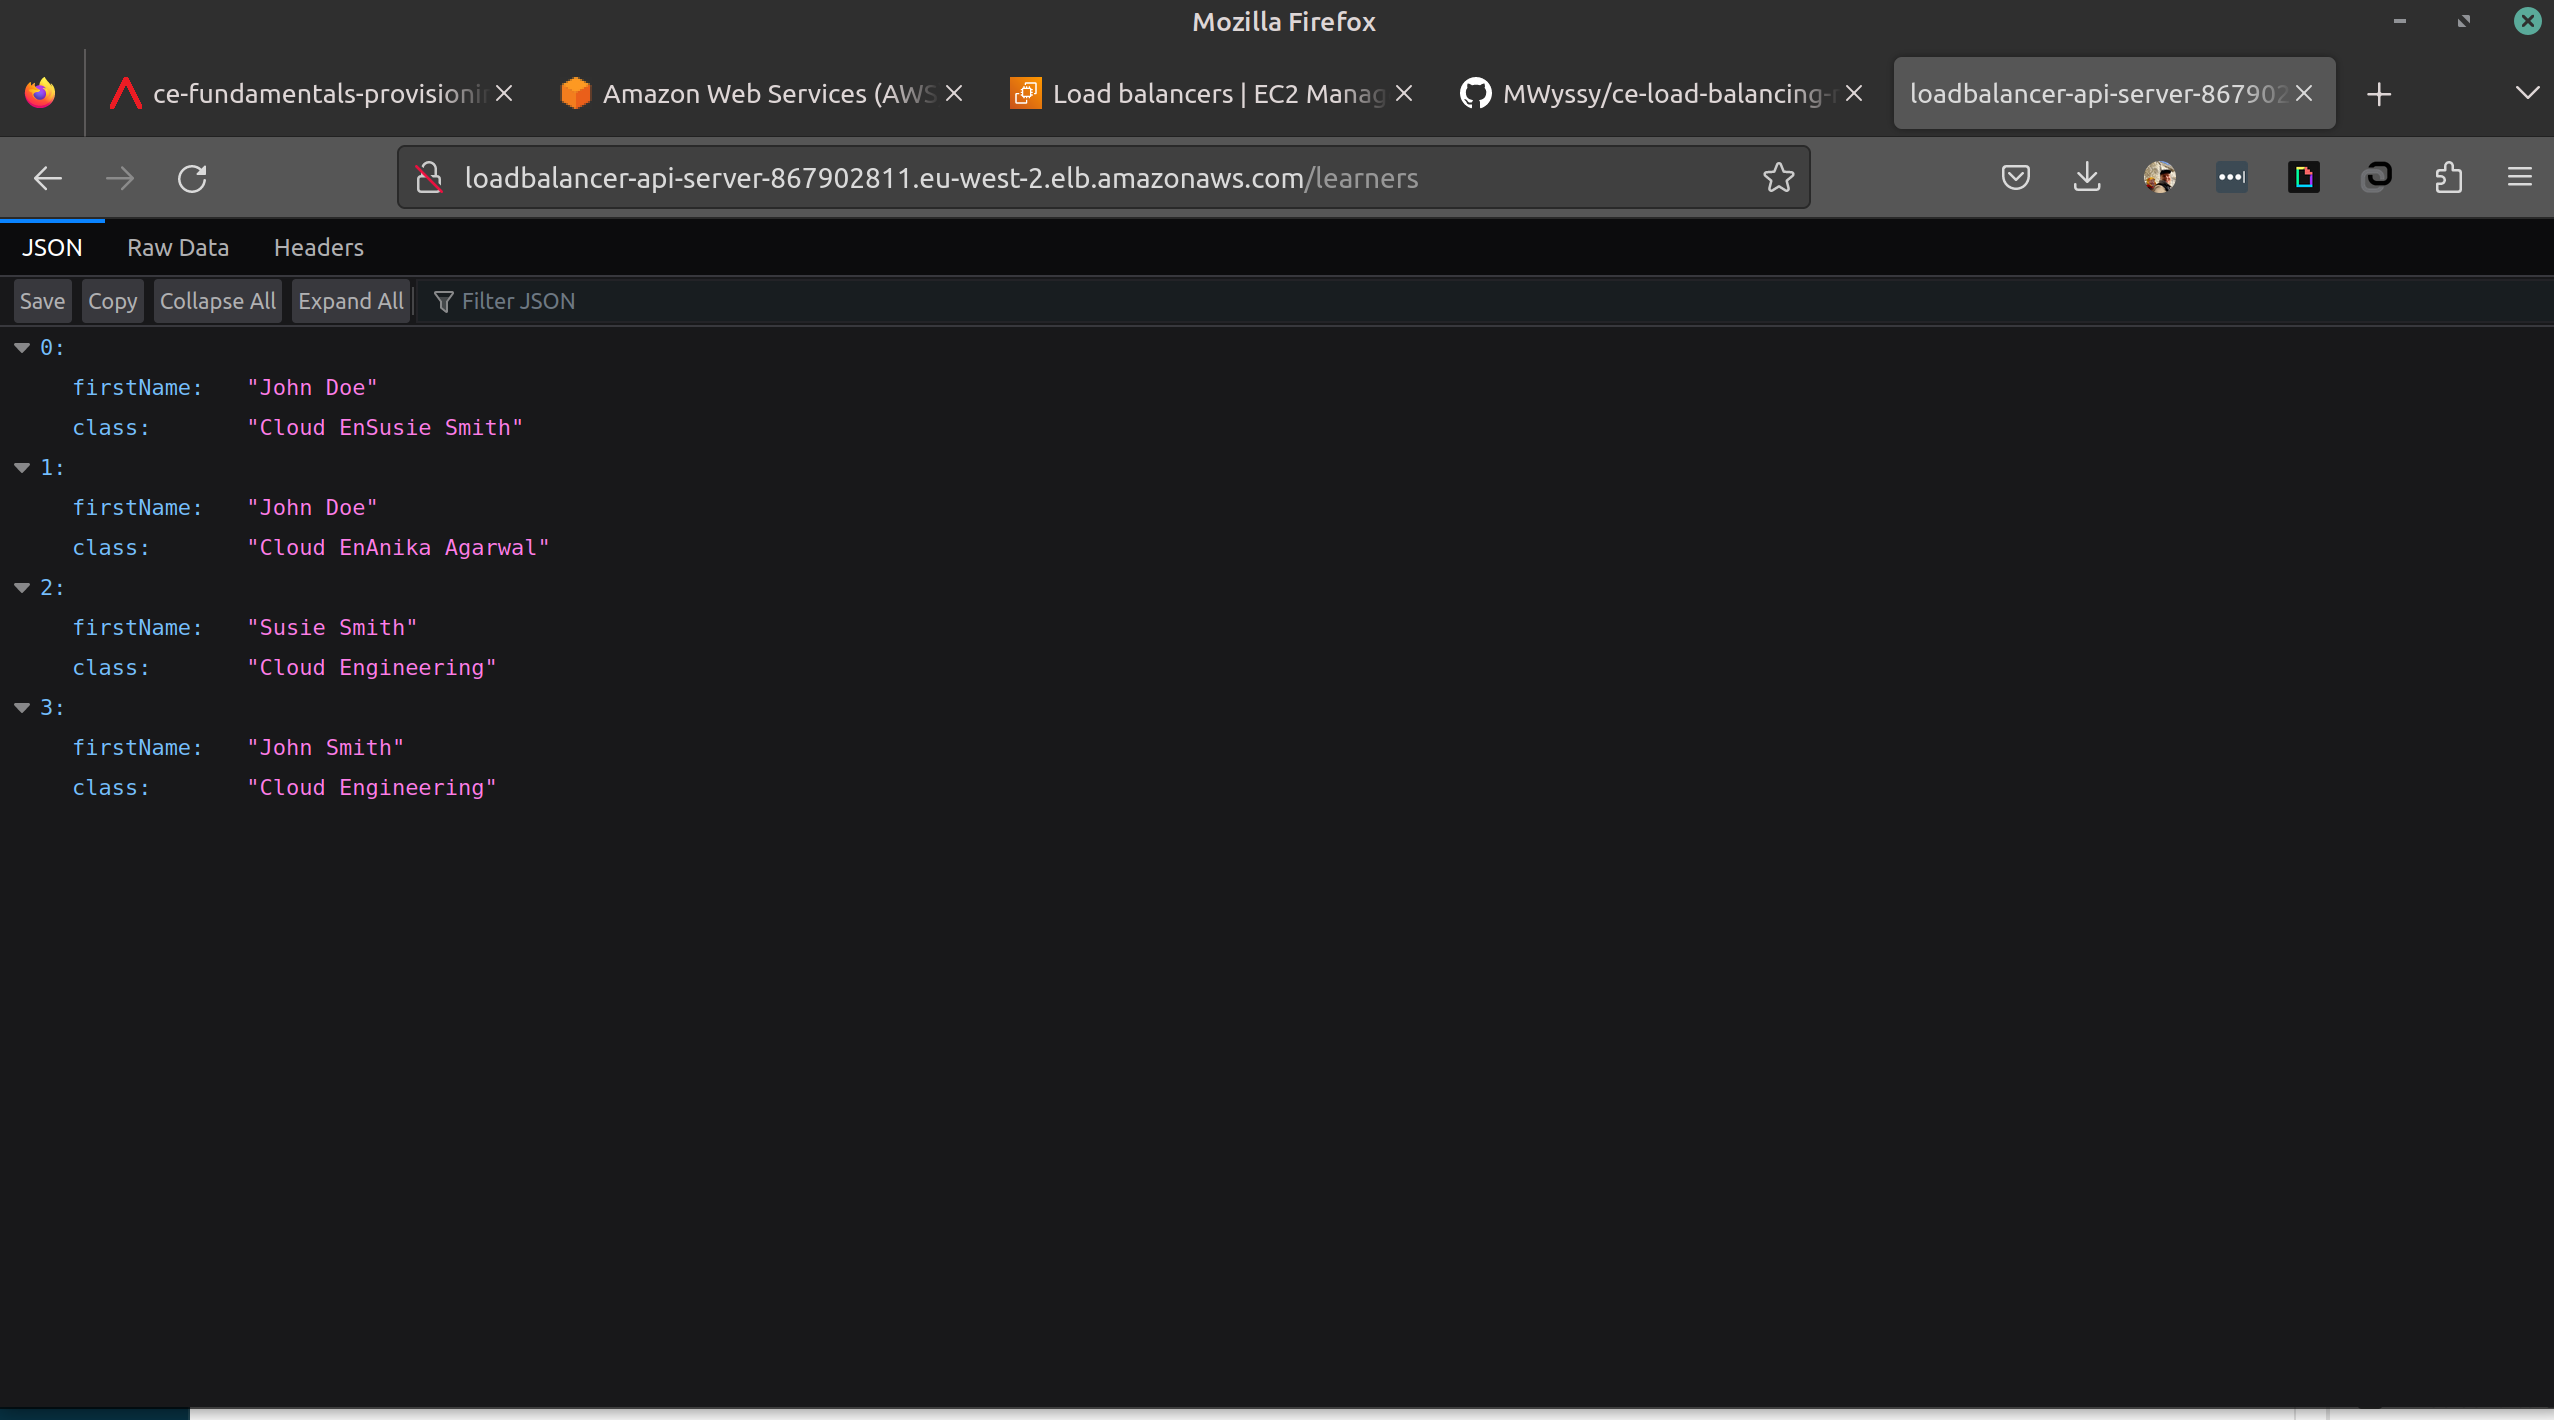 Mozilla Firefox
ce-fundamentals-provisioni
Amazon Web Services (AWS
Load balancers | EC2 Manag
MWyssy/ce-load-balancing-
loadbalancer-api-server-867902
loadbalancer-api-server-867902811.eu-west-2.elb.amazonaws.com/learners
JSON Raw Data Headers
Save Copy Collapse All Expand All Filter JSON
0:
firstName: "John Doe"
class: "Cloud EnSusie Smith"
1:
firstName: "John Doe"
class: "Cloud EnAnika Agarwal"
2:
firstName: "Susie Smith"
class: "Cloud Engineering"
3:
firstName: "John Smith"
class: "Cloud Engineering"